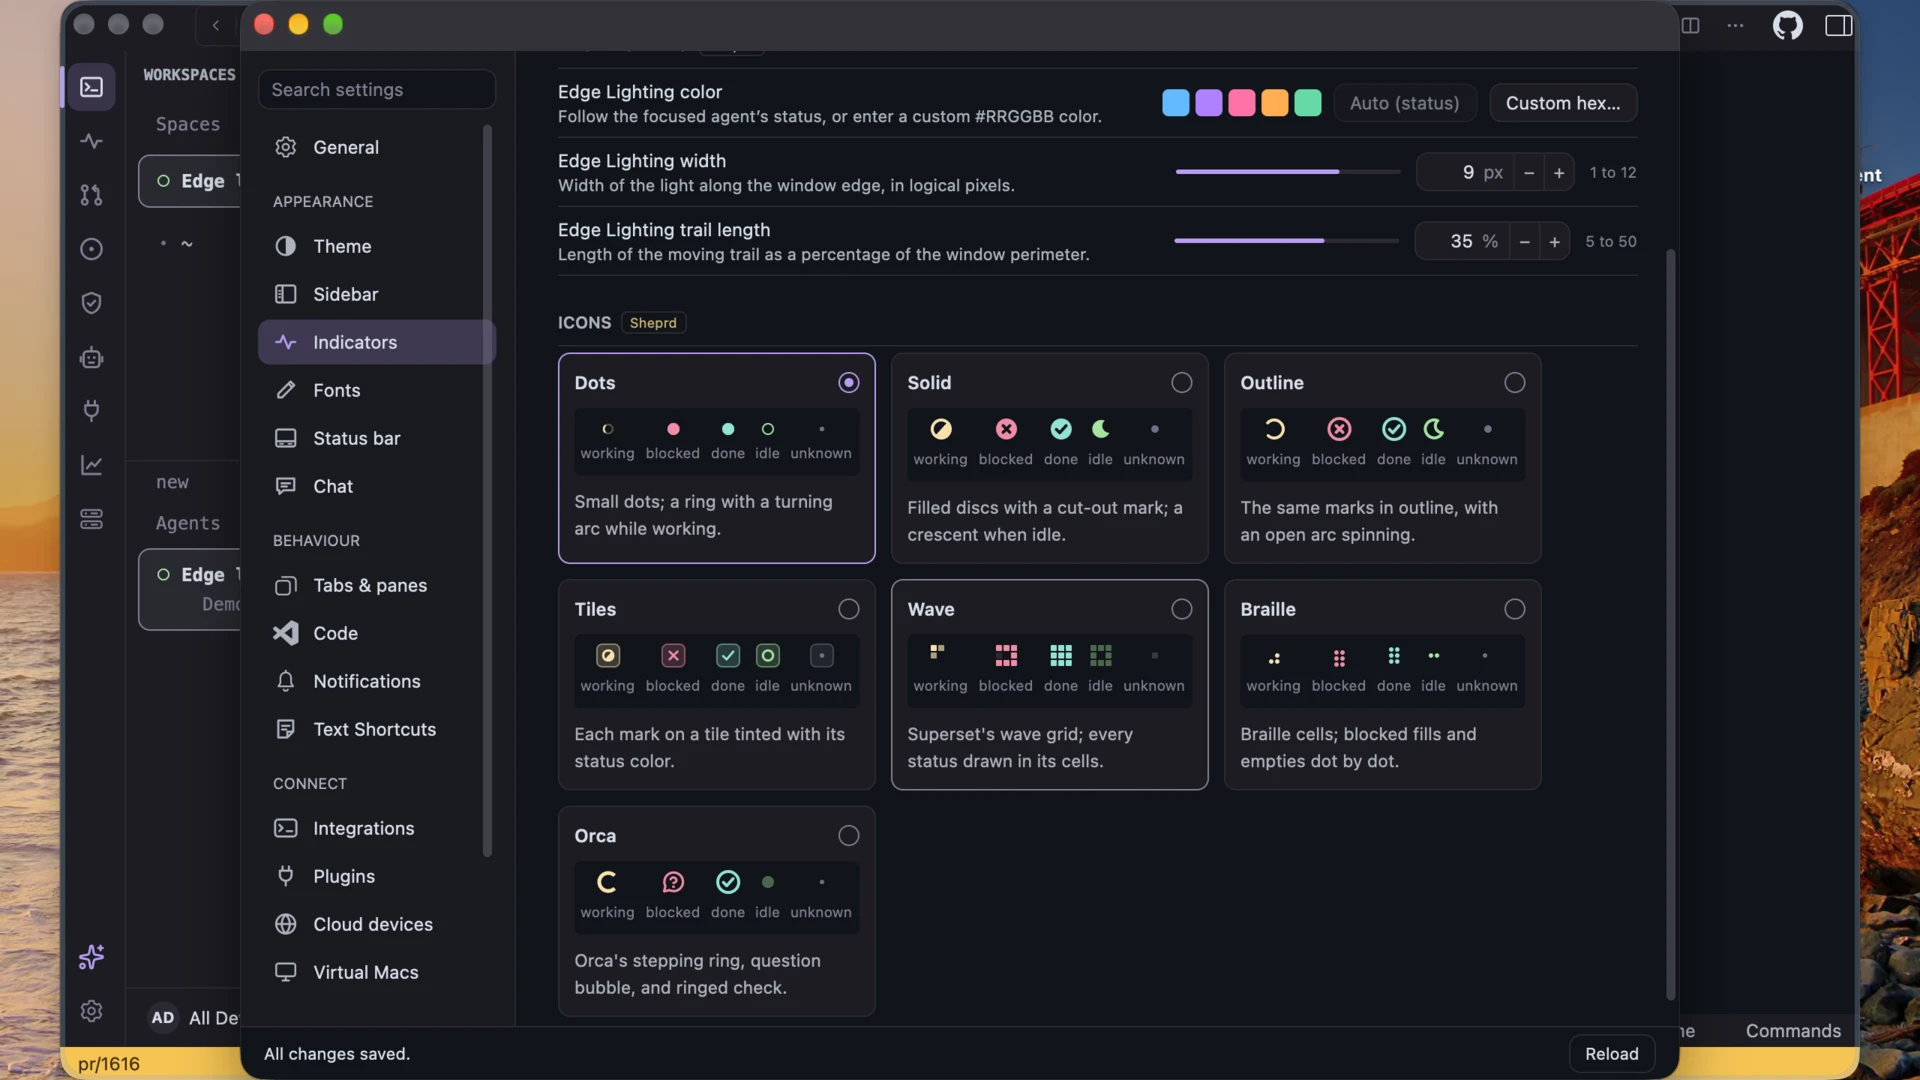 WORKSPACES
Spaces
Edge
~
new
Agents
Edge
Demo
AD All De
pr/1616
Search settings
General
APPEARANCE
Theme
Sidebar
Indicators
Fonts
Status bar
Chat
BEHAVIOUR
Tabs & panes
Code
Notifications
Text Shortcuts
CONNECT
Integrations
Plugins
Cloud devices
Virtual Macs
Edge Lighting color
Follow the focused agent’s status, or enter a custom #RRGGBB color.
Auto (status) Custom hex...
Edge Lighting width
Width of the light along the window edge, in logical pixels.
9 px − + 1 to 12
Edge Lighting trail length
Length of the moving trail as a percentage of the window perimeter.
35 % − + 5 to 50
ICONS Sheprd
Dots
working blocked done idle unknown
Small dots; a ring with a turning
arc while working.
Solid
working blocked done idle unknown
Filled discs with a cut-out mark; a
crescent when idle.
Outline
working blocked done idle unknown
The same marks in outline, with
an open arc spinning.
Tiles
working blocked done idle unknown
Each mark on a tile tinted with its
status color.
Wave
working blocked done idle unknown
Superset's wave grid; every
status drawn in its cells.
Braille
working blocked done idle unknown
Braille cells; blocked fills and
empties dot by dot.
Orca
working blocked done idle unknown
Orca's stepping ring, question
bubble, and ringed check.
All changes saved.
Reload
ent
ne
Commands